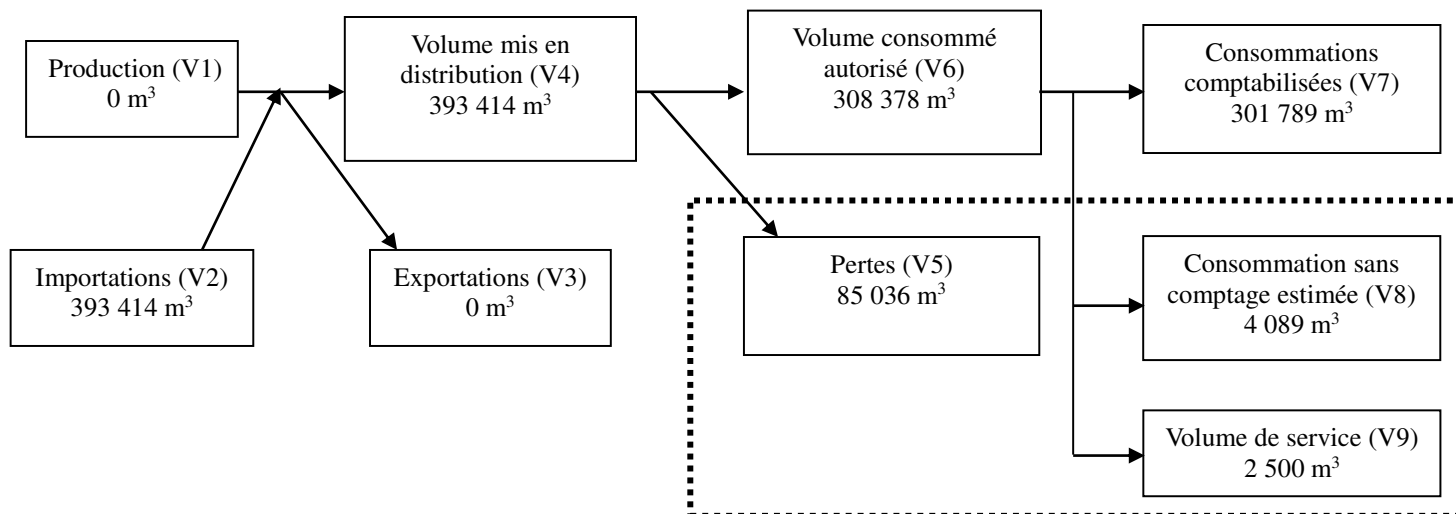 Production (V1)
0 m³
Volume mis en
distribution (V4)
393 414 m³
Volume consommé
autorisé (V6)
308 378 m³
Consommations
comptabilisées (V7)
301 789 m³
Importations (V2)
393 414 m³
Exportations (V3)
0 m³
Pertes (V5)
85 036 m³
Consommation sans
comptage estimée (V8)
4 089 m³
Volume de service (V9)
2 500 m³